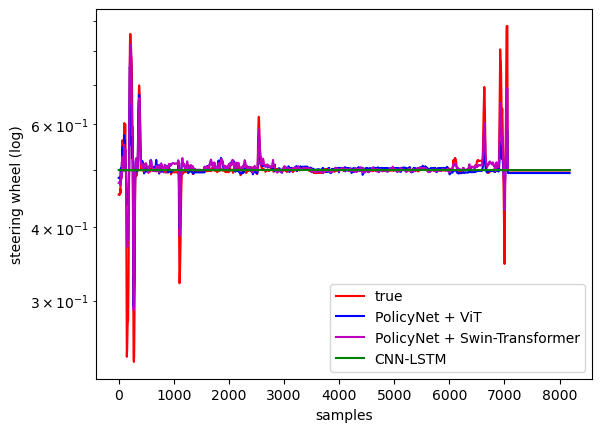 steering wheel (log)
6 × 10⁻¹
4 × 10⁻¹
3 × 10⁻¹
true
PolicyNet + ViT
PolicyNet + Swin-Transformer
CNN-LSTM
0 1000 2000 3000 4000 5000 6000 7000 8000
samples